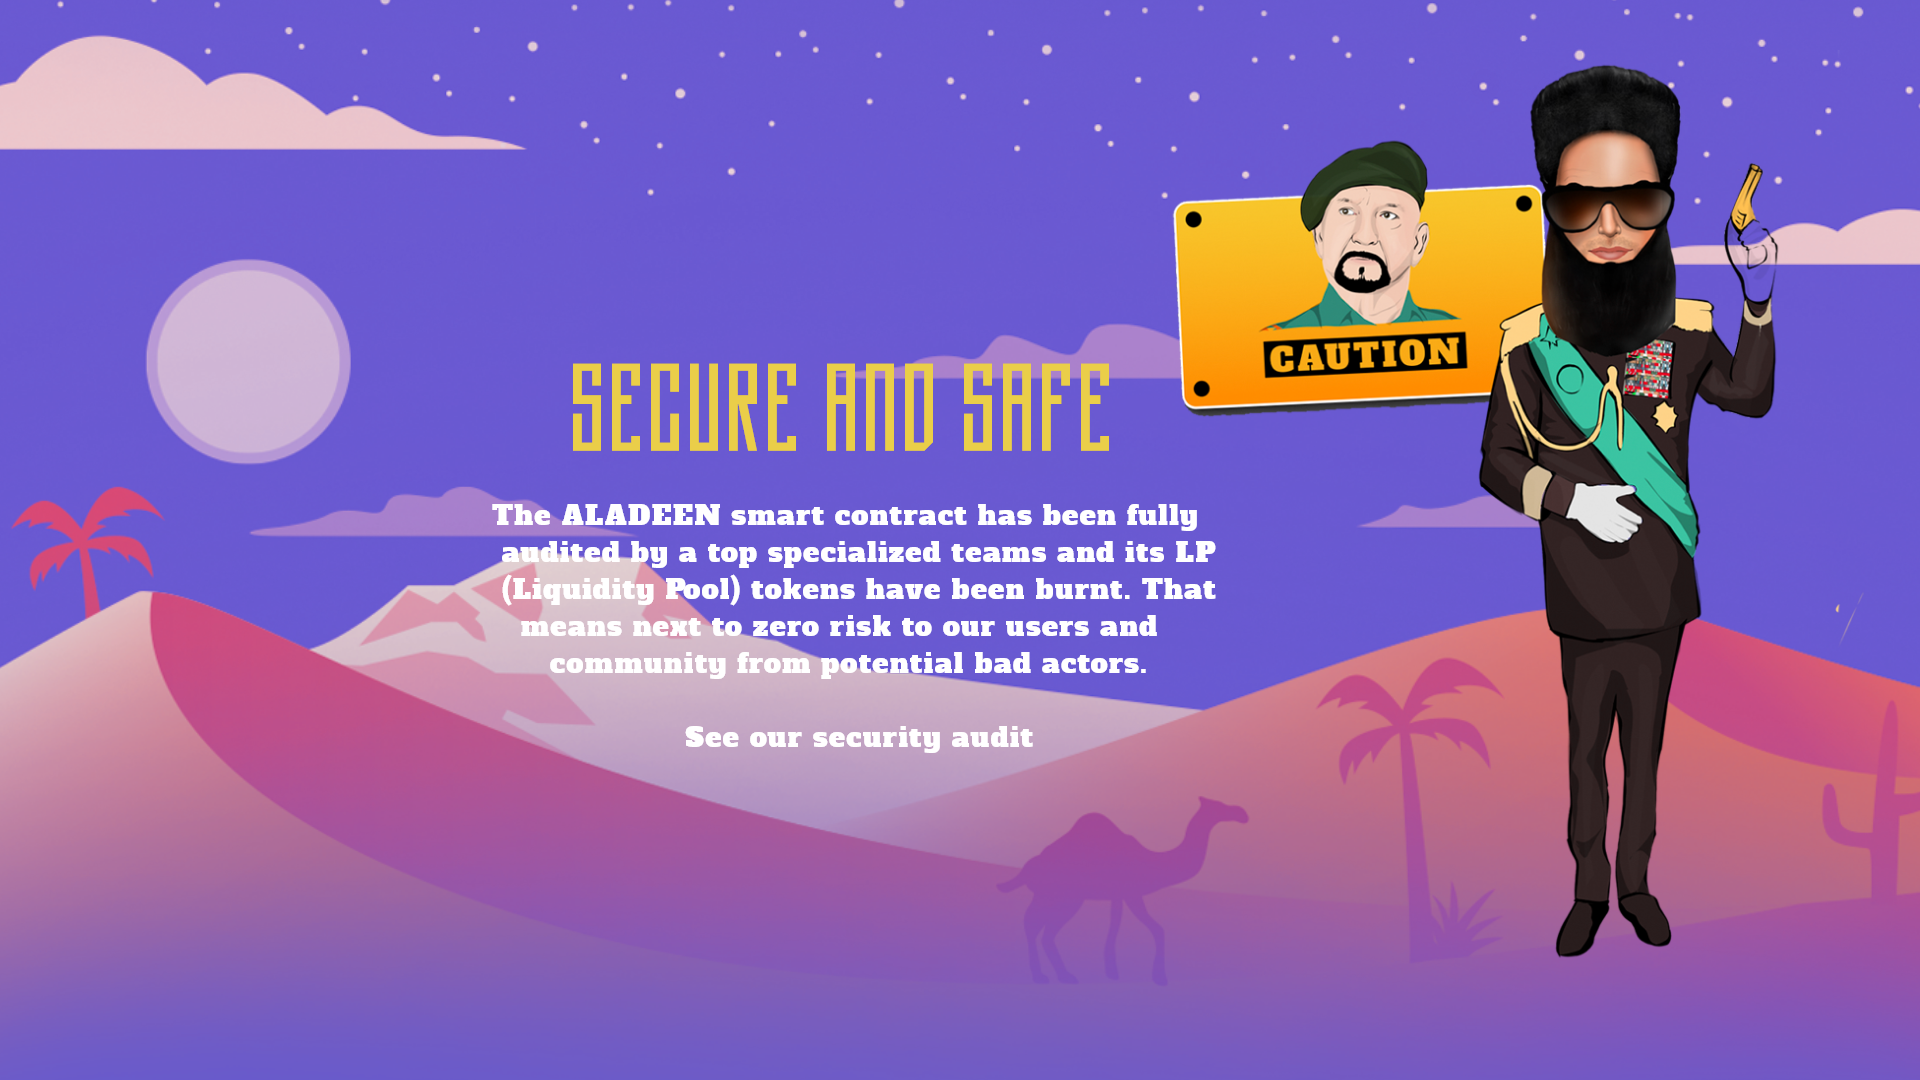 CAUTION
SECURE AND SAFE
The ALADEEN smart contract has been fully
audited by a top specialized teams and its LP
(Liquidity Pool) tokens have been burnt. That
means next to zero risk to our users and
community from potential bad actors.
See our security audit